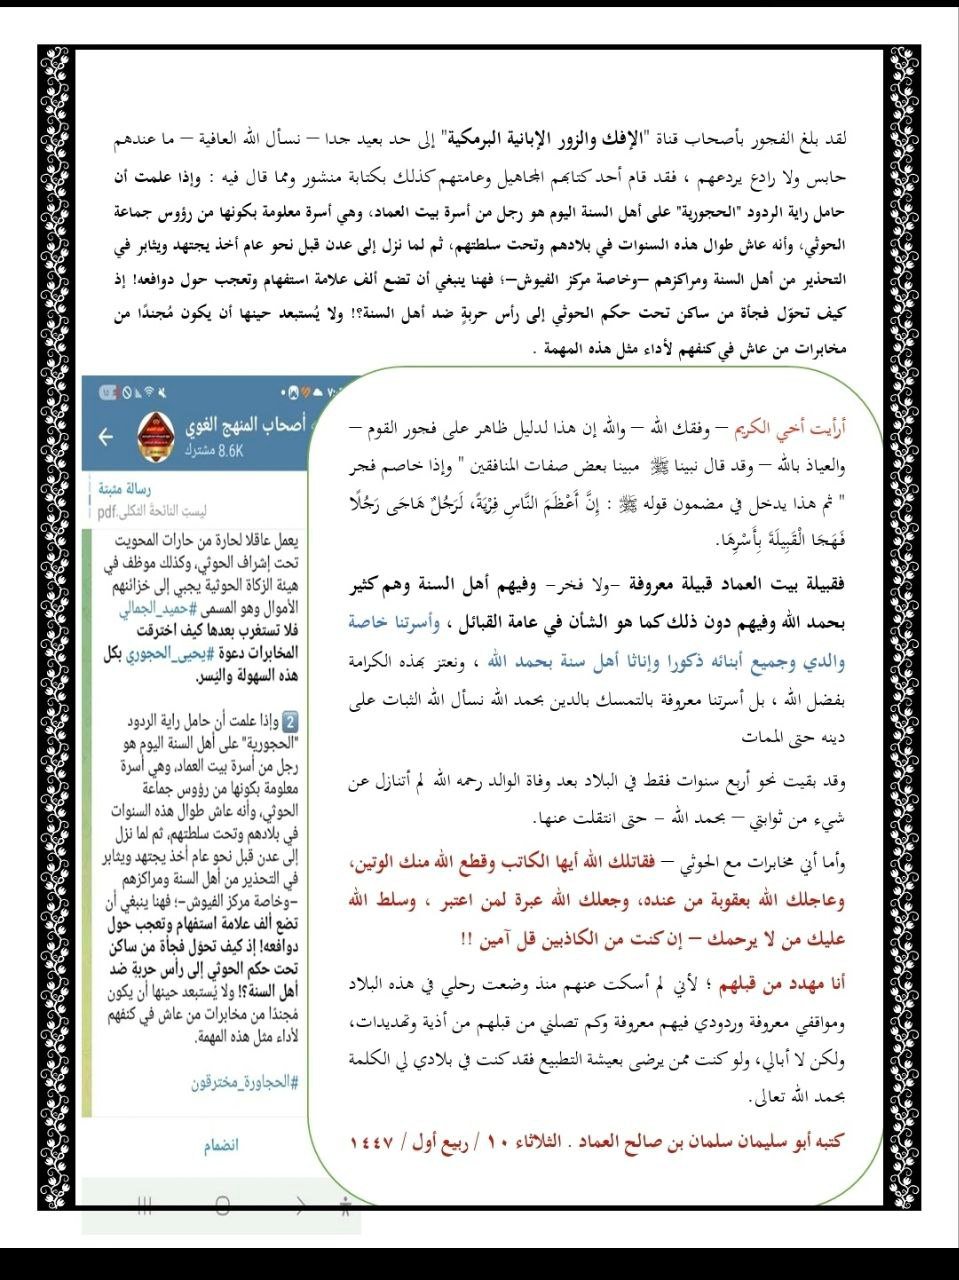 لقد بلغ الفجور بأصحاب قناة "الإفك والزور الإبانية البرمكية" إلى حد بعيد جدا – نسأل الله العافية – ما عندهم
حابس ولا رادع يردعهم ، فقد قام أحد كتابهم المجاهيل وعامتهم كذلك بكتابة منشور ومما قال فيه : وإذا علمت أن
حامل راية الردود "الحجورية" على أهل السنة اليوم هو رجل من أسرة بيت العماد، وهي أسرة معلومة بكونها من رؤوس جماعة
الحوثي، وأنه عاش طوال هذه السنوات في بلادهم وتحت سلطتهم، ثم لما نزل إلى عدن قبل نحو عام أخذ يجتهد ويثابر في
التحذير من أهل السنة ومراكزهم –وخاصة مركز الفيوش–؛ فهنا ينبغي أن تضع ألف علامة استفهام وتعجب حول دوافعه! إذ
كيف تحوّل فجأة من ساكن تحت حكم الحوثي إلى رأس حربةٍ ضد أهل السنة؟! ولا يُستبعد حينها أن يكون مُجندًا من
مخابرات من عاش في كنفهم لأداء مثل هذه المهمة .
أرأيت أخي الكريم – وفقك الله – والله إن هذا لدليل ظاهر على فجور القوم –
والعياذ بالله – وقد قال نبينا ﷺ مبينا بعض صفات المنافقين " وإذا خاصم فجر
" ثم هذا يدخل في مضمون قوله ﷺ : إِنَّ أَعْظَمَ النَّاسِ فِرْيَةً، لَرَجُلٌ هَاجَى رَجُلًا
فَهَجَا الْقَبِيلَةَ بِأَسْرِهَا.
فقبيلة بيت العماد قبيلة معروفة –ولا فخر– وفيهم أهل السنة وهم كثير
بحمد الله وفيهم دون ذلك كما هو الشأن في عامة القبائل ، وأسرتنا خاصة
والدي وجميع أبنائه ذكورا وإناثا أهل سنة بحمد الله ، ونعتز بهذه الكرامة
بفضل الله ، بل أسرتنا معروفة بالتمسك بالدين بحمد الله نسأل الله الثبات على
دينه حتى الممات
وقد بقيت نحو أربع سنوات فقط في البلاد بعد وفاة الوالد رحمه الله لم أتنازل عن
شيء من ثوابتي – بحمد الله – حتى انتقلت عنها.
وأما أني مخابرات مع الحوثي – فقاتلك الله أيها الكاتب وقطع الله منك الوتين،
وعاجلك الله بعقوبة من عنده، وجعلك الله عبرة لمن اعتبر ، وسلط الله
عليك من لا يرحمك – إن كنت من الكاذبين قل آمين !!
أنا مهدد من قبلهم ؛ لأني لم أسكت عنهم منذ وضعت رحلي في هذه البلاد
ومواقفي معروفة وردودي فيهم معروفة وكم تصلني من قبلهم من أذية وتهديدات،
ولكن لا أبالي، ولو كنت ممن يرضى بعيشة التطبيع فقد كنت في بلادي لي الكلمة
بحمد الله تعالى.
كتبه أبو سليمان سلمان بن صالح العماد . الثلاثاء ١٠ / ربيع أول / ١٤٤٧
أصحاب المنهج الغوي
8.6K مشترك
رسالة مثبتة
ليست النائحة الثكلى.pdf
يعمل عاقلا لحارة من حارات المحويت
تحت إشراف الحوثي، وكذلك موظف في
هيئة الزكاة الحوثية يجبي إلى خزائنهم
الأموال وهو المسمى #حميد_الجمالي
فلا تستغرب بعدها كيف اخترقت
المخابرات دعوة #يحيى_الحجوري بكل
هذه السهولة واليُسر.
2 وإذا علمت أن حامل راية الردود
"الحجورية" على أهل السنة اليوم هو
رجل من أسرة بيت العماد، وهي أسرة
معلومة بكونها من رؤوس جماعة
الحوثي، وأنه عاش طوال هذه السنوات
في بلادهم وتحت سلطتهم، ثم لما نزل
إلى عدن قبل نحو عام أخذ يجتهد ويثابر
في التحذير من أهل السنة ومراكزهم
–وخاصة مركز الفيوش–؛ فهنا ينبغي أن
تضع ألف علامة استفهام وتعجب حول
دوافعه! إذ كيف تحوّل فجأة من ساكن
تحت حكم الحوثي إلى رأس حربةٍ ضد
أهل السنة؟! ولا يُستبعد حينها أن يكون
مُجندًا من مخابرات من عاش في كنفهم
لأداء مثل هذه المهمة.
#الحجاورة_مخترقون
انضمام